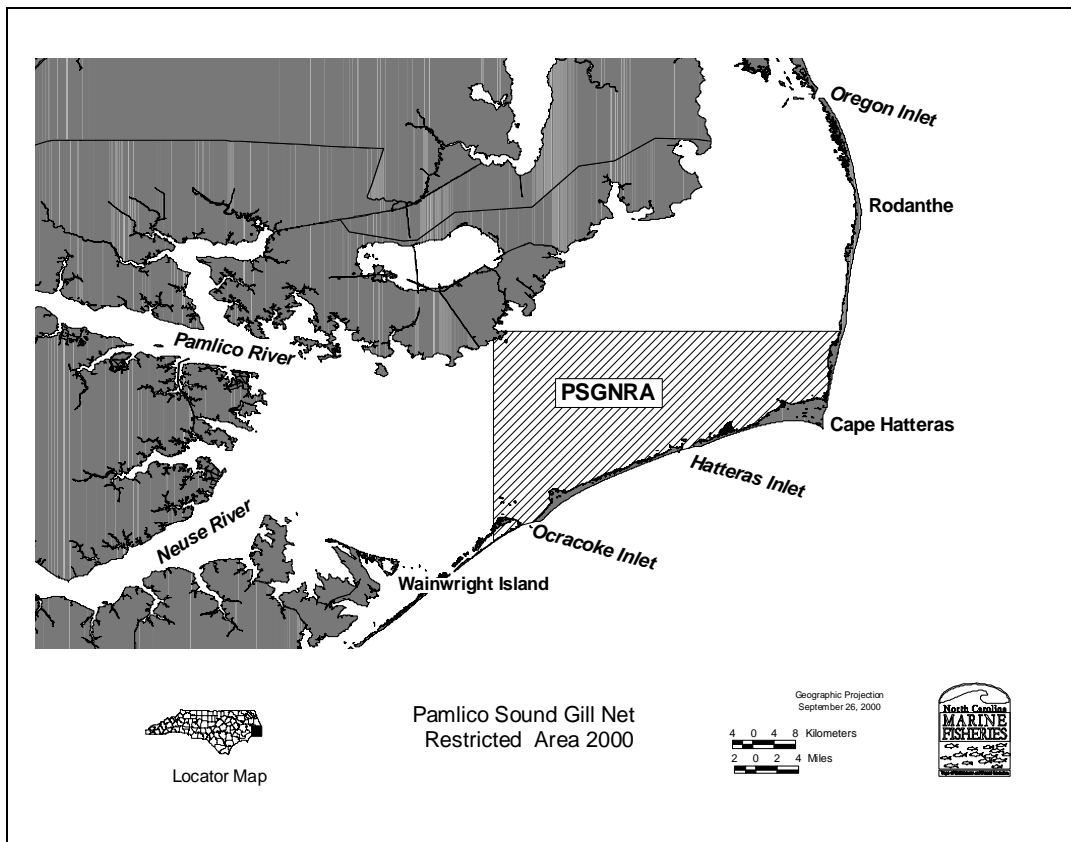 Oregon Inlet
Rodanthe
Pamlico River
PSGNRA
Cape Hatteras
Hatteras Inlet
Neuse River
Ocracoke Inlet
Wainwright Island
Geographic Projection
September 26, 2000
Pamlico Sound Gill Net
Restricted Area 2000
4 0 4 8 Kilometers
2 0 2 4 Miles
Locator Map
North Carolina
MARINE
FISHERIES